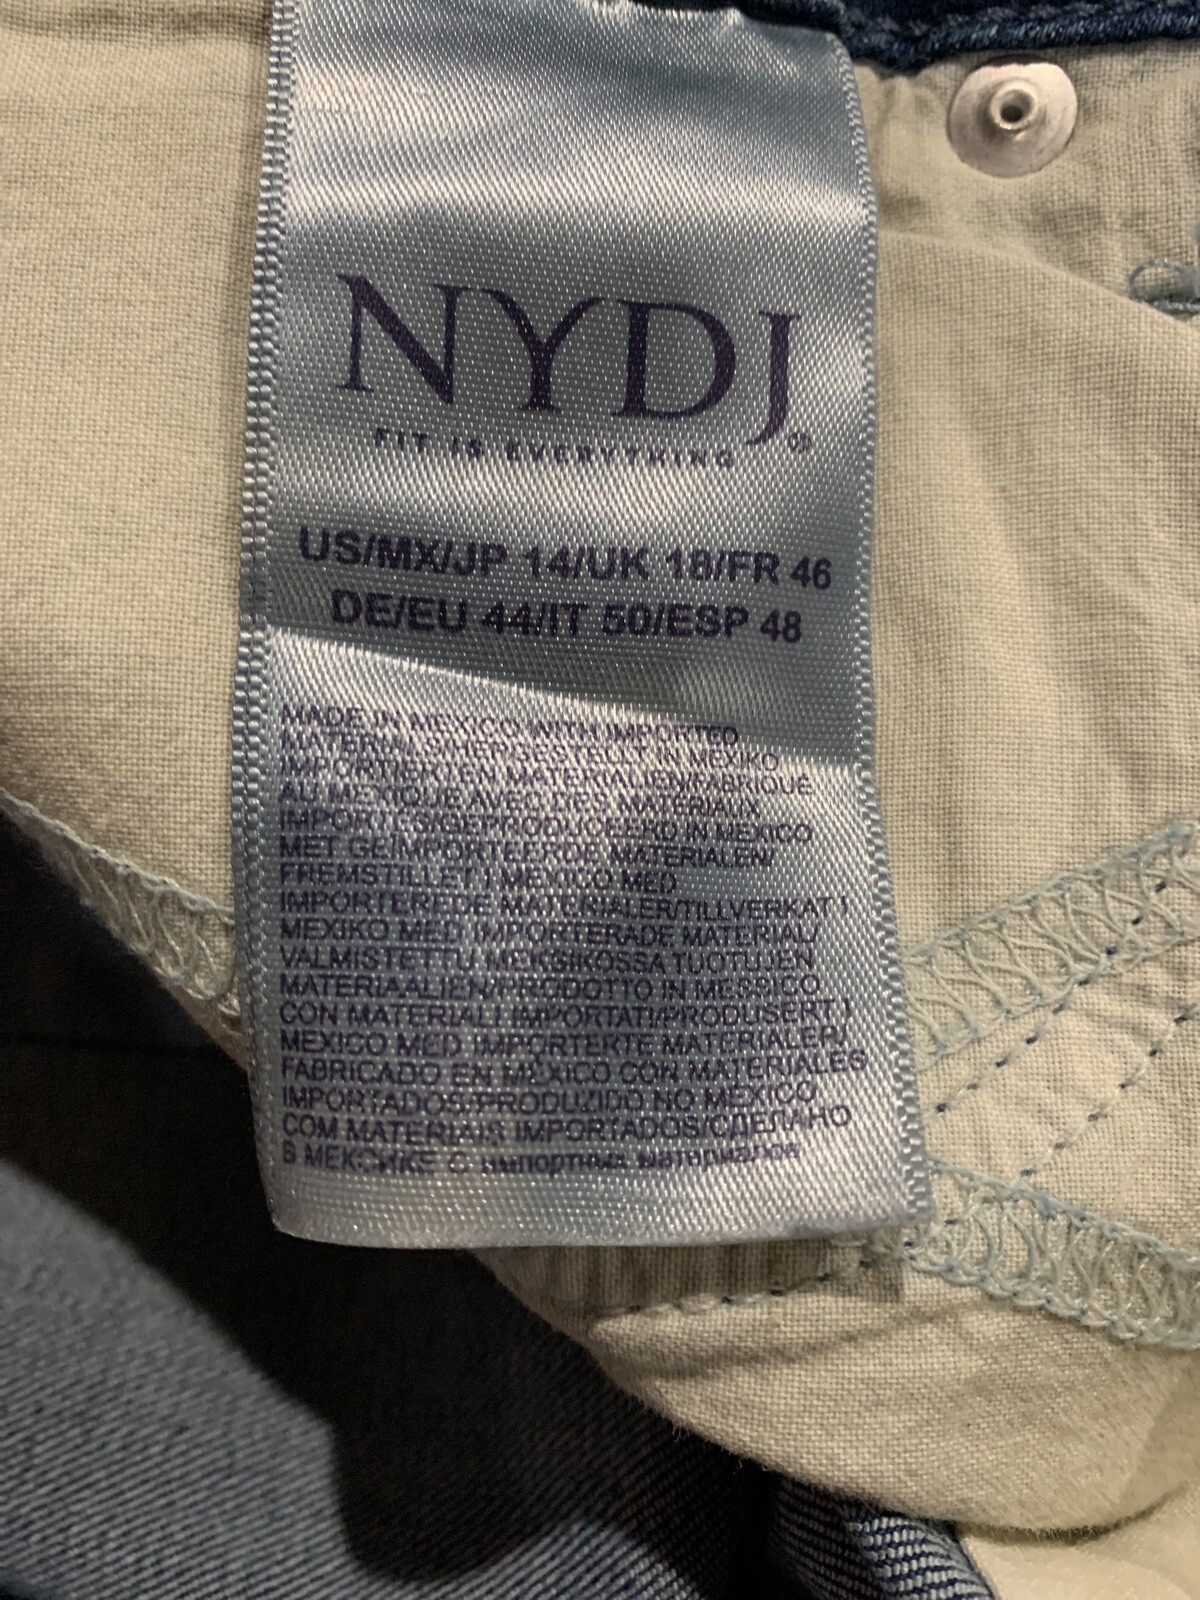 NYDJ®
FIT IS EVERYTHING
US/MX/JP 14/UK 18/FR 46
DE/EU 44/IT 50/ESP 48
MADE IN MEXICO WITH IMPORTED
MATERIALS/HERGESTELLT IN MEXIKO
IMPORTIERTEN MATERIALIEN/FABRIQUÉ
AU MEXIQUE AVEC DES MATÉRIAUX
IMPORTÉS/GEPRODUCEERD IN MEXICO
MET GEÏMPORTEERDE MATERIALEN/
FREMSTILLET I MEXICO MED
IMPORTEREDE MATERIALER/TILLVERKAT I
MEXIKO MED IMPORTERADE MATERIAL/
VALMISTETTU MEKSIKOSSA TUOTUJEN
MATERIAALIEN/PRODOTTO IN MESSICO
CON MATERIALI IMPORTATI/PRODUSERT I
MEXICO MED IMPORTERTE MATERIALER/
FABRICADO EN MÉXICO CON MATERIALES
IMPORTADOS/PRODUZIDO NO MÉXICO
COM MATERIAIS IMPORTADOS/СДЕЛАНО
В МЕКСИКЕ С импортных материалов